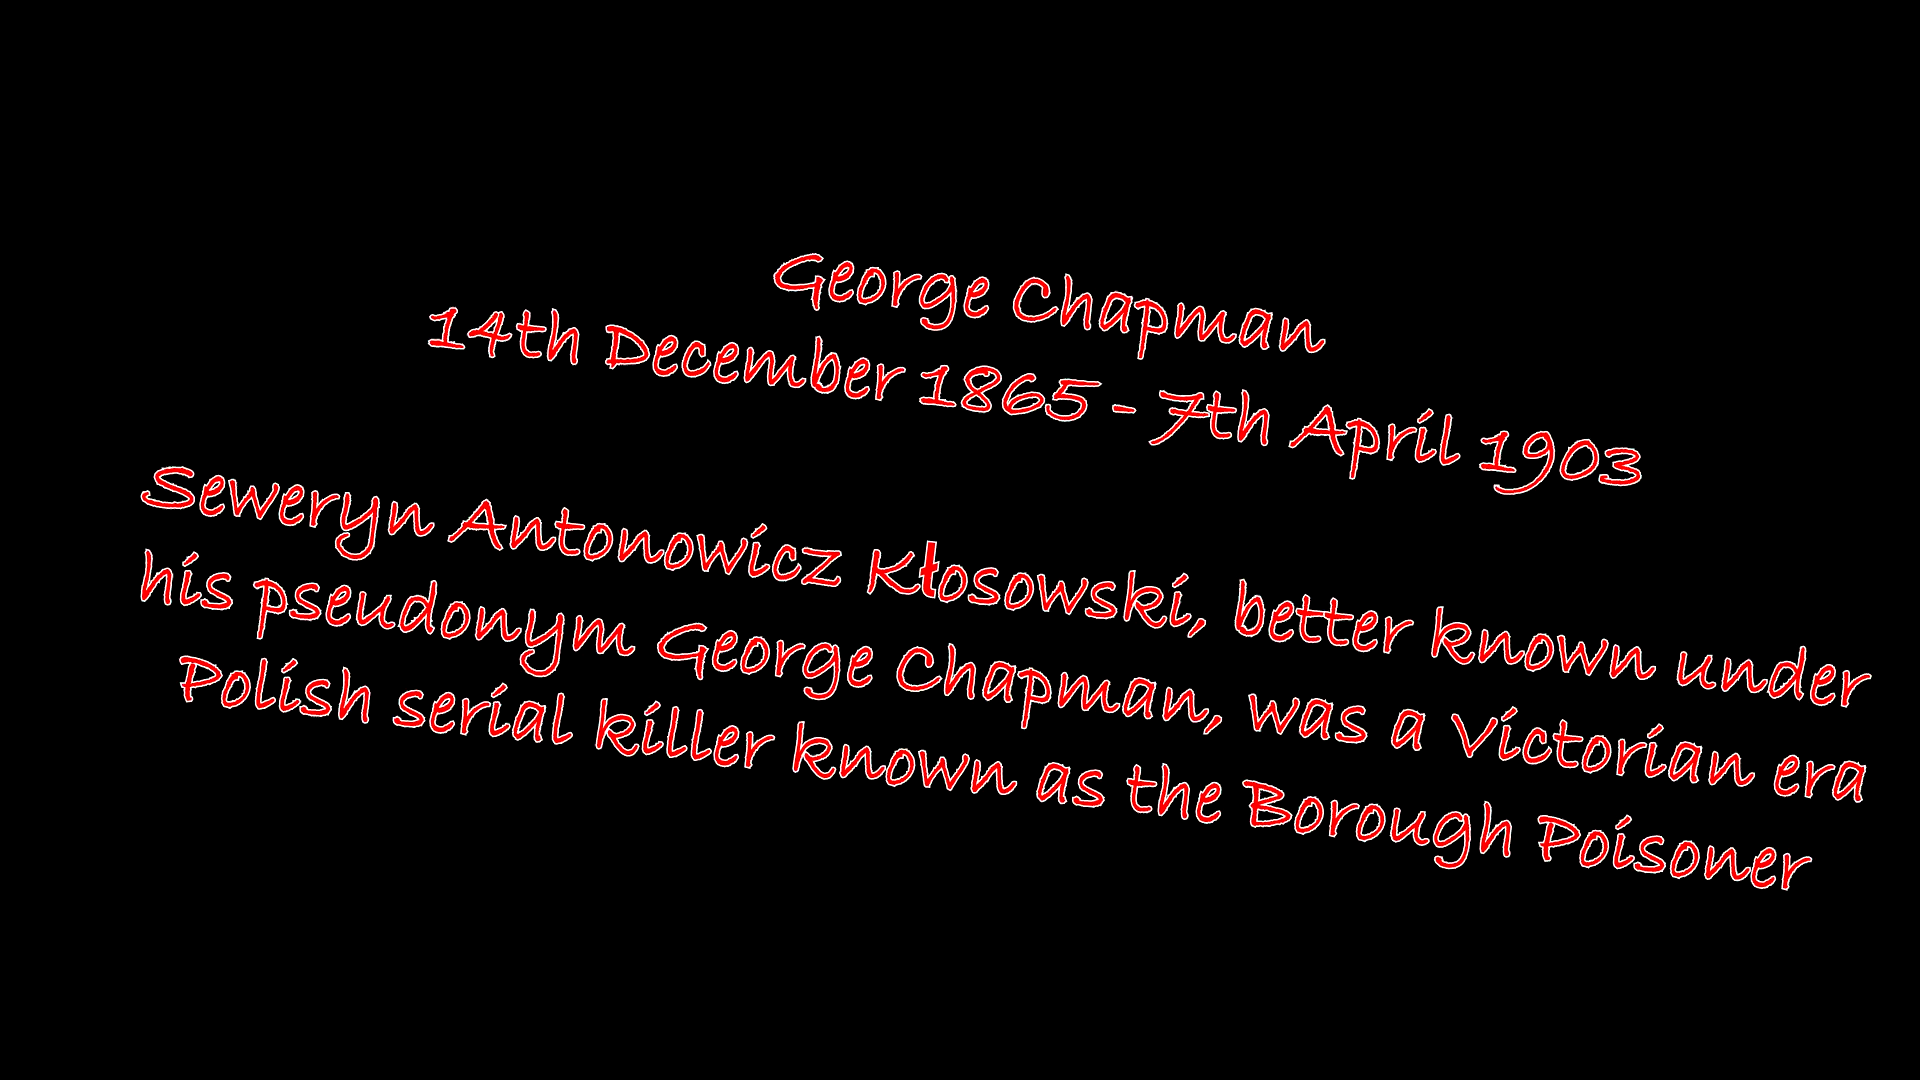 George Chapman
14th December 1865 - 7th April 1903
Seweryn Antonowicz Kłosowski, better known under
his pseudonym George Chapman, was a Victorian era
Polish serial killer known as the Borough Poisoner